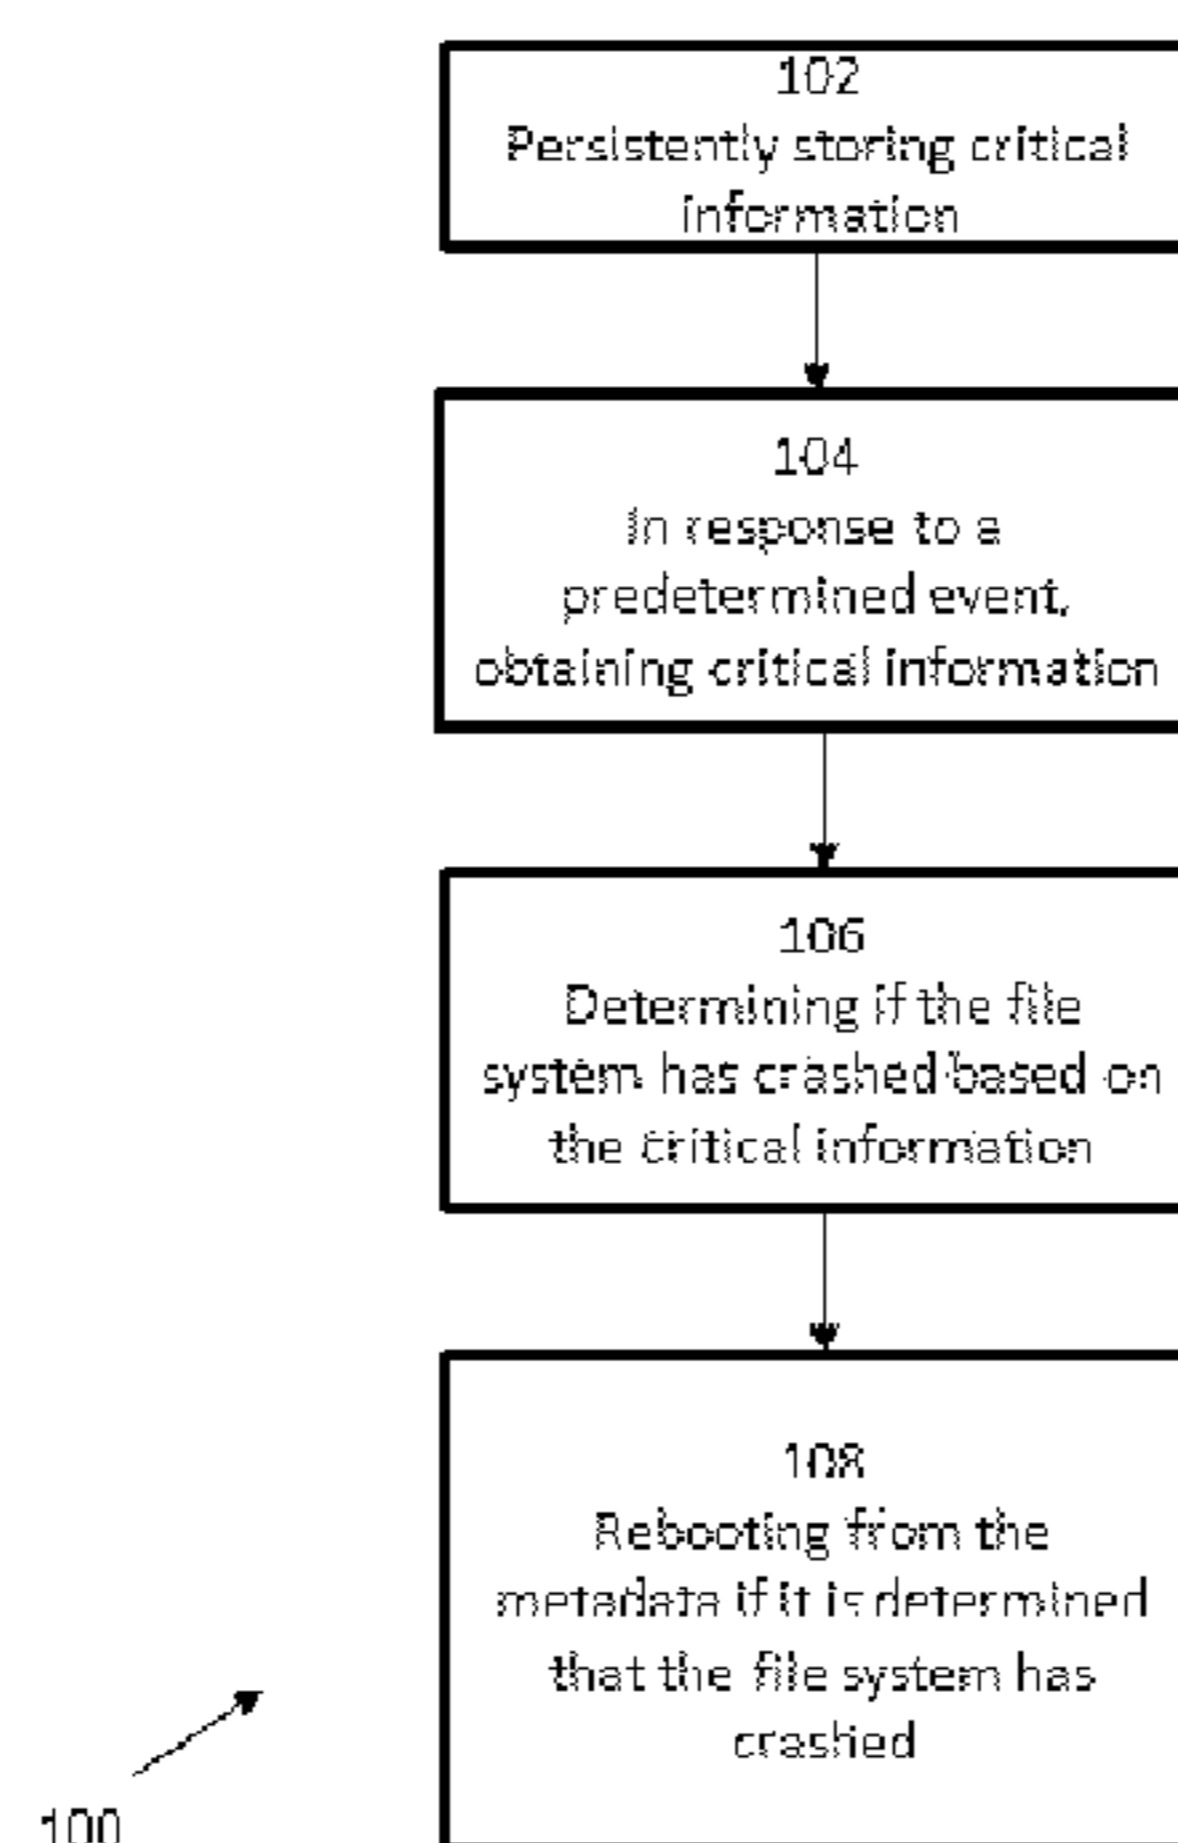 102
Persistently storing critical
information
104
In response to a
predetermined event,
obtaining critical information
106
Determining if the file
system has crashed based on
the critical information
108
Rebooting from the
metadata if it is determined
that the file system has
crashed
100